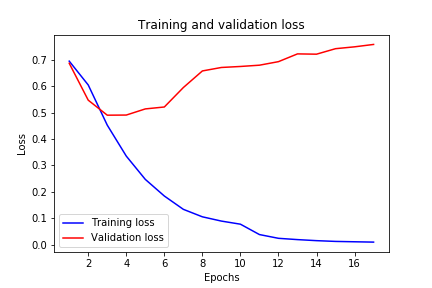 Training and validation loss
Loss
0.7
0.6
0.5
0.4
0.3
0.2
0.1
0.0
Training loss
Validation loss
2 4 6 8 10 12 14 16
Epochs